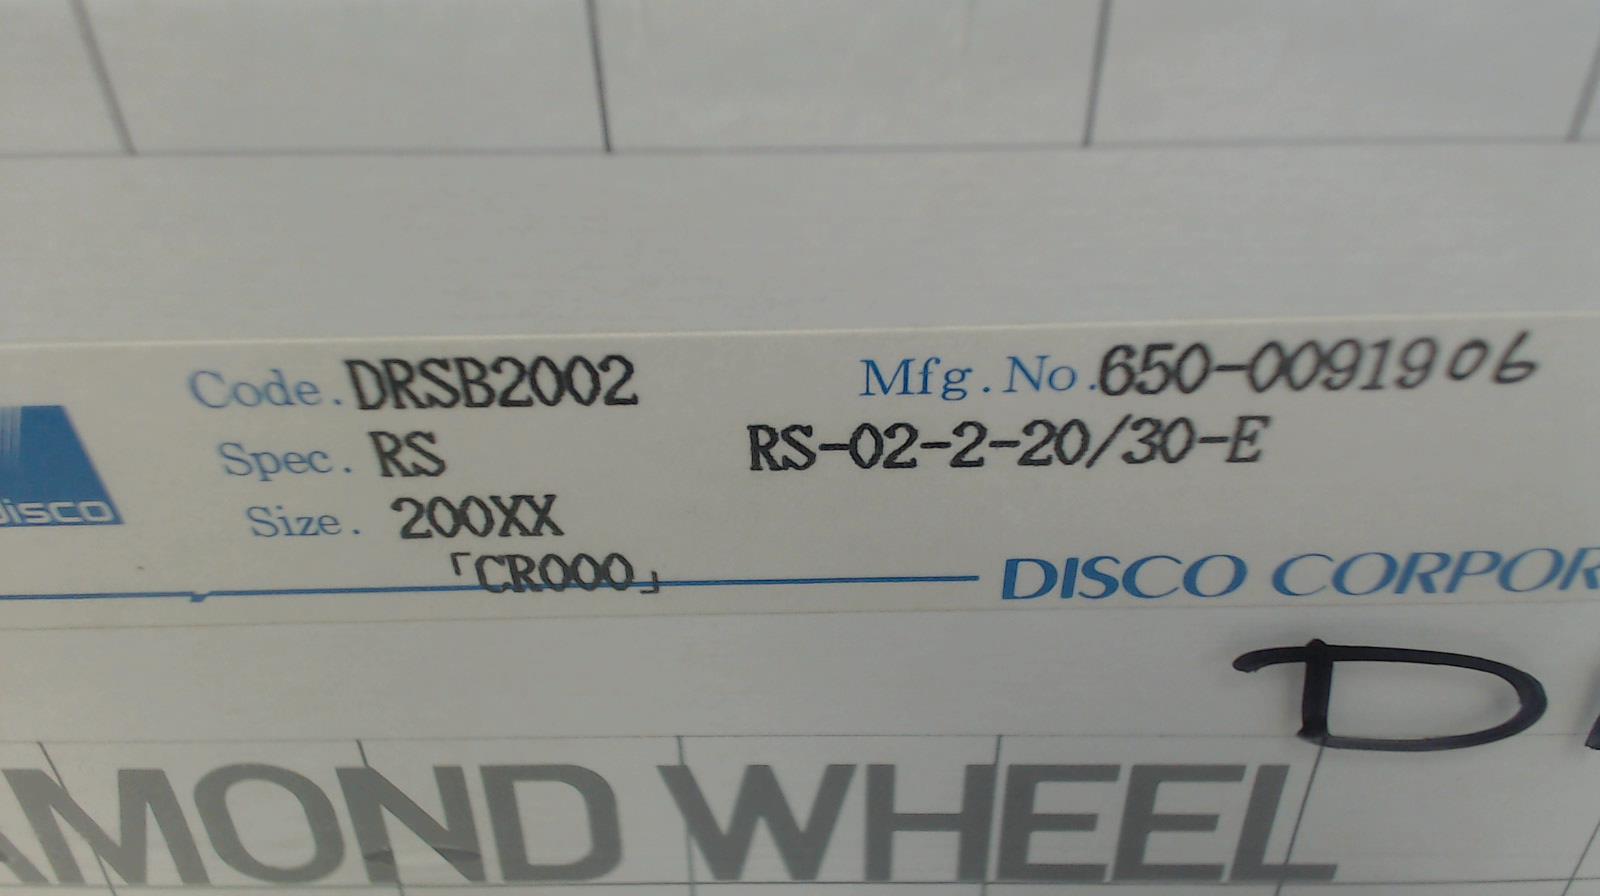 Code. DRSB2002 Mfg. No. 650-0091906
Spec. RS RS-02-2-20/30-E
Size. 200XX
DISCO
「CR000」
DISCO CORPOR
D
AMOND WHEEL